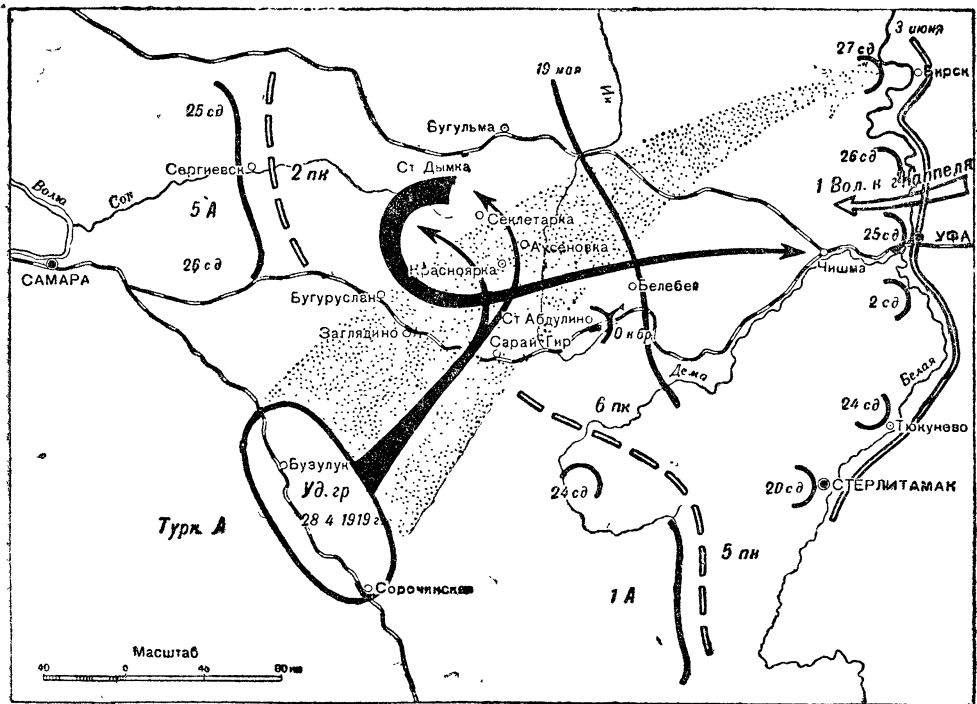 3 июня
27 сд
Бирск
19 мая
Ик
25 сд
Бугульма
Сергиевск
2 пк
Ст. Дымка
26 сд
1 Вол. к г. Каппеля
Волга
Сок
5 А
Секлетарка
Аксеновка
25 сд
УФА
САМАРА
26 сд
Красноярка
Чишма
Бугуруслан
Белебей
2 сд
Заглядино
Ст Абдулино
Сарай-Гир
Дема
Белая
6 пк
24 сд
Тюкунево
Бузулук
Уд. гр
28 4 1919 г.
24 сд
20 сд
СТЕРЛИТАМАК
Турк. А
5 пк
1 А
Сорочинская
Масштаб
40 0 40 80 км